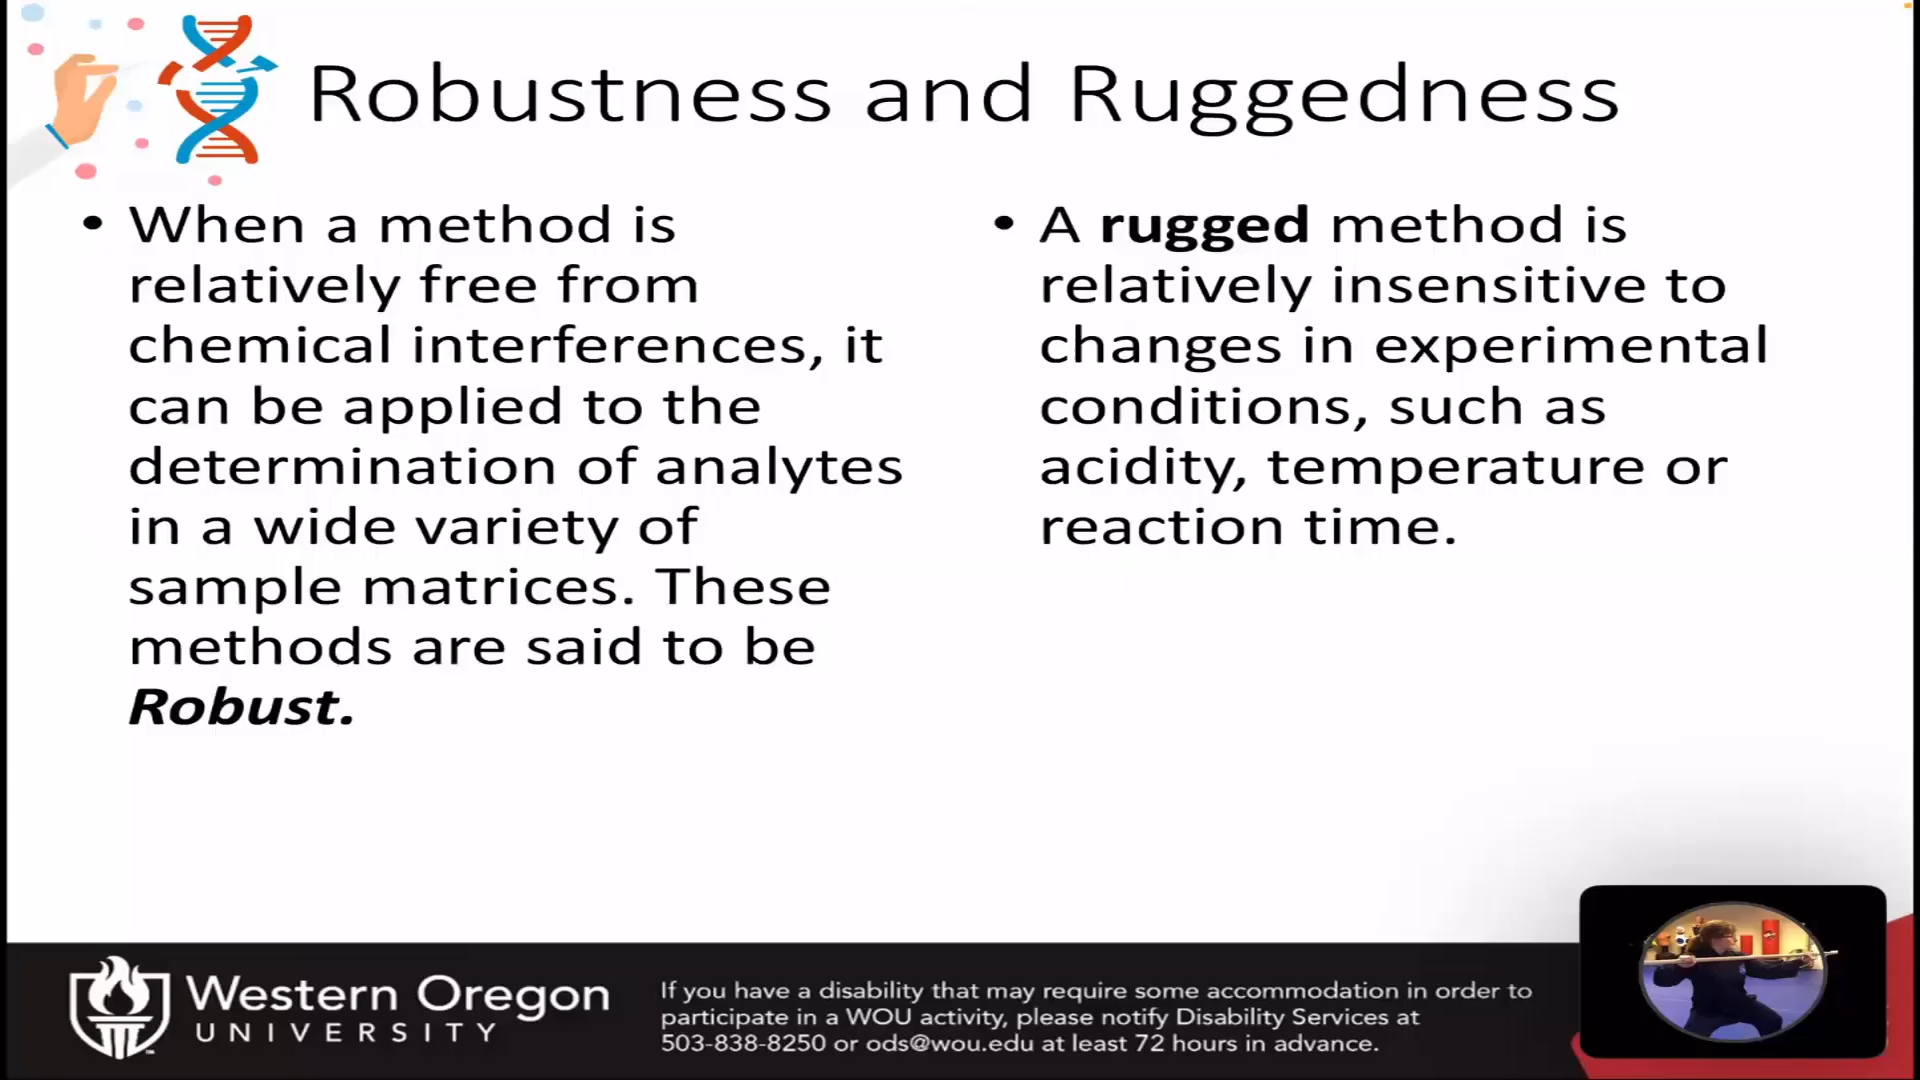 Robustness and Ruggedness
• When a method is
relatively free from
chemical interferences, it
can be applied to the
determination of analytes
in a wide variety of
sample matrices. These
methods are said to be
Robust.
• A rugged method is
relatively insensitive to
changes in experimental
conditions, such as
acidity, temperature or
reaction time.
Western Oregon
UNIVERSITY
If you have a disability that may require some accommodation in order to
participate in a WOU activity, please notify Disability Services at
503-838-8250 or ods@wou.edu at least 72 hours in advance.